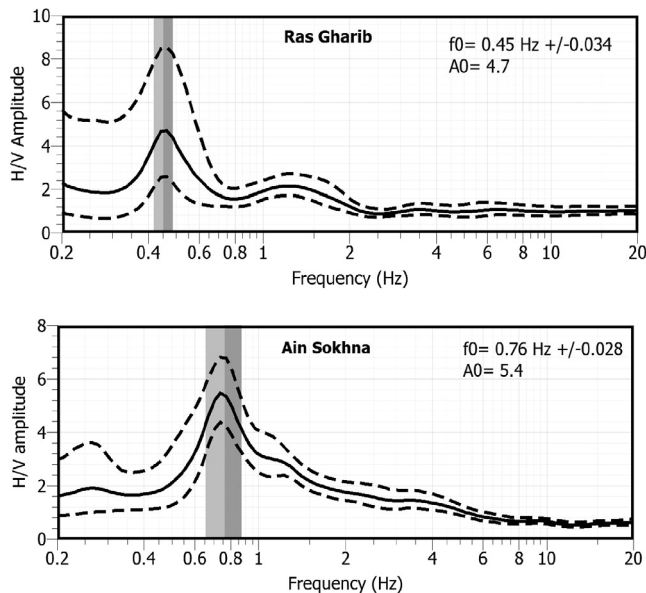 10
Ras Gharib
f0= 0.45 Hz +/-0.034
A0= 4.7
8
6
4
2
0
H/V Amplitude
0.2 0.4 0.6 0.8 1 2 4 6 8 10 20
Frequency (Hz)
8
Ain Sokhna
f0= 0.76 Hz +/-0.028
A0= 5.4
6
4
2
0
H/V amplitude
0.2 0.4 0.6 0.8 1 2 4 6 8 10 20
Frequency (Hz)